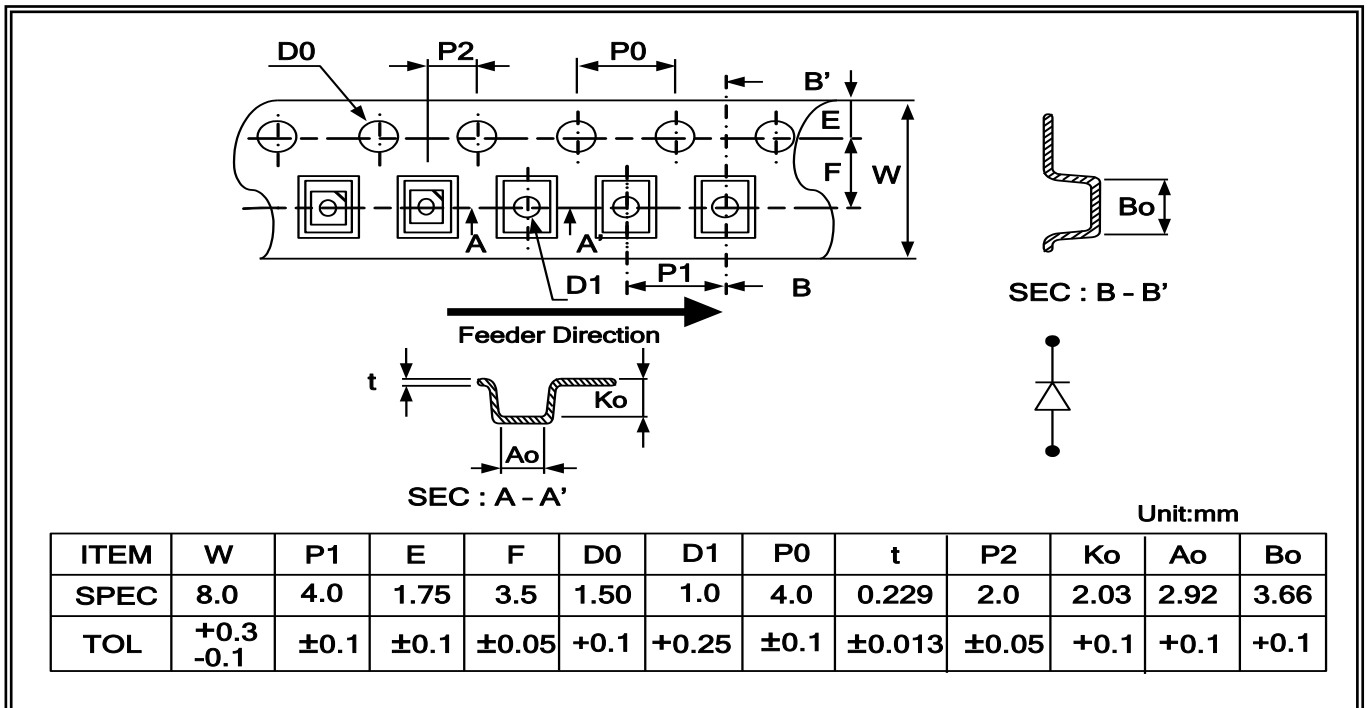 D0
P2
P0
B'
E
F
W
A
A'
D1
P1
B
Feeder Direction
Bo
SEC : B - B'
t
Ko
Ao
SEC : A - A'
Unit:mm
ITEM W P1 E F D0 D1 P0 t P2 Ko Ao Bo
SPEC 8.0 4.0 1.75 3.5 1.50 1.0 4.0 0.229 2.0 2.03 2.92 3.66
TOL +0.3 -0.1 ±0.1 ±0.1 ±0.05 +0.1 +0.25 ±0.1 ±0.013 ±0.05 +0.1 +0.1 +0.1